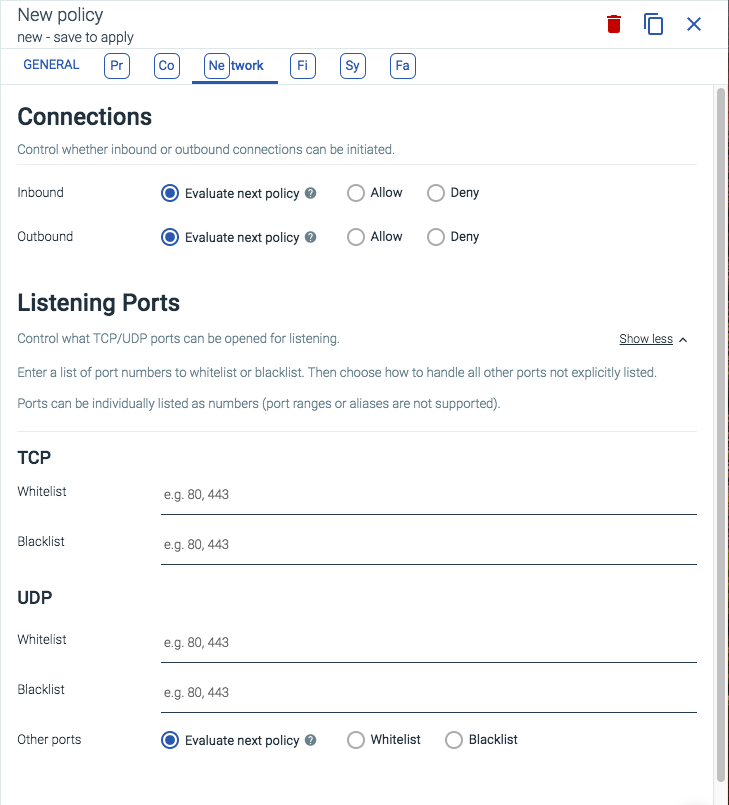 New policy
new - save to apply
GENERAL Pr Co Network Fi Sy Fa
Connections
Control whether inbound or outbound connections can be initiated.
Inbound Evaluate next policy ? Allow Deny
Outbound Evaluate next policy ? Allow Deny
Listening Ports
Control what TCP/UDP ports can be opened for listening. Show less
Enter a list of port numbers to whitelist or blacklist. Then choose how to handle all other ports not explicitly listed.
Ports can be individually listed as numbers (port ranges or aliases are not supported).
TCP
Whitelist e.g. 80, 443
Blacklist e.g. 80, 443
UDP
Whitelist e.g. 80, 443
Blacklist e.g. 80, 443
Other ports Evaluate next policy ? Whitelist Blacklist